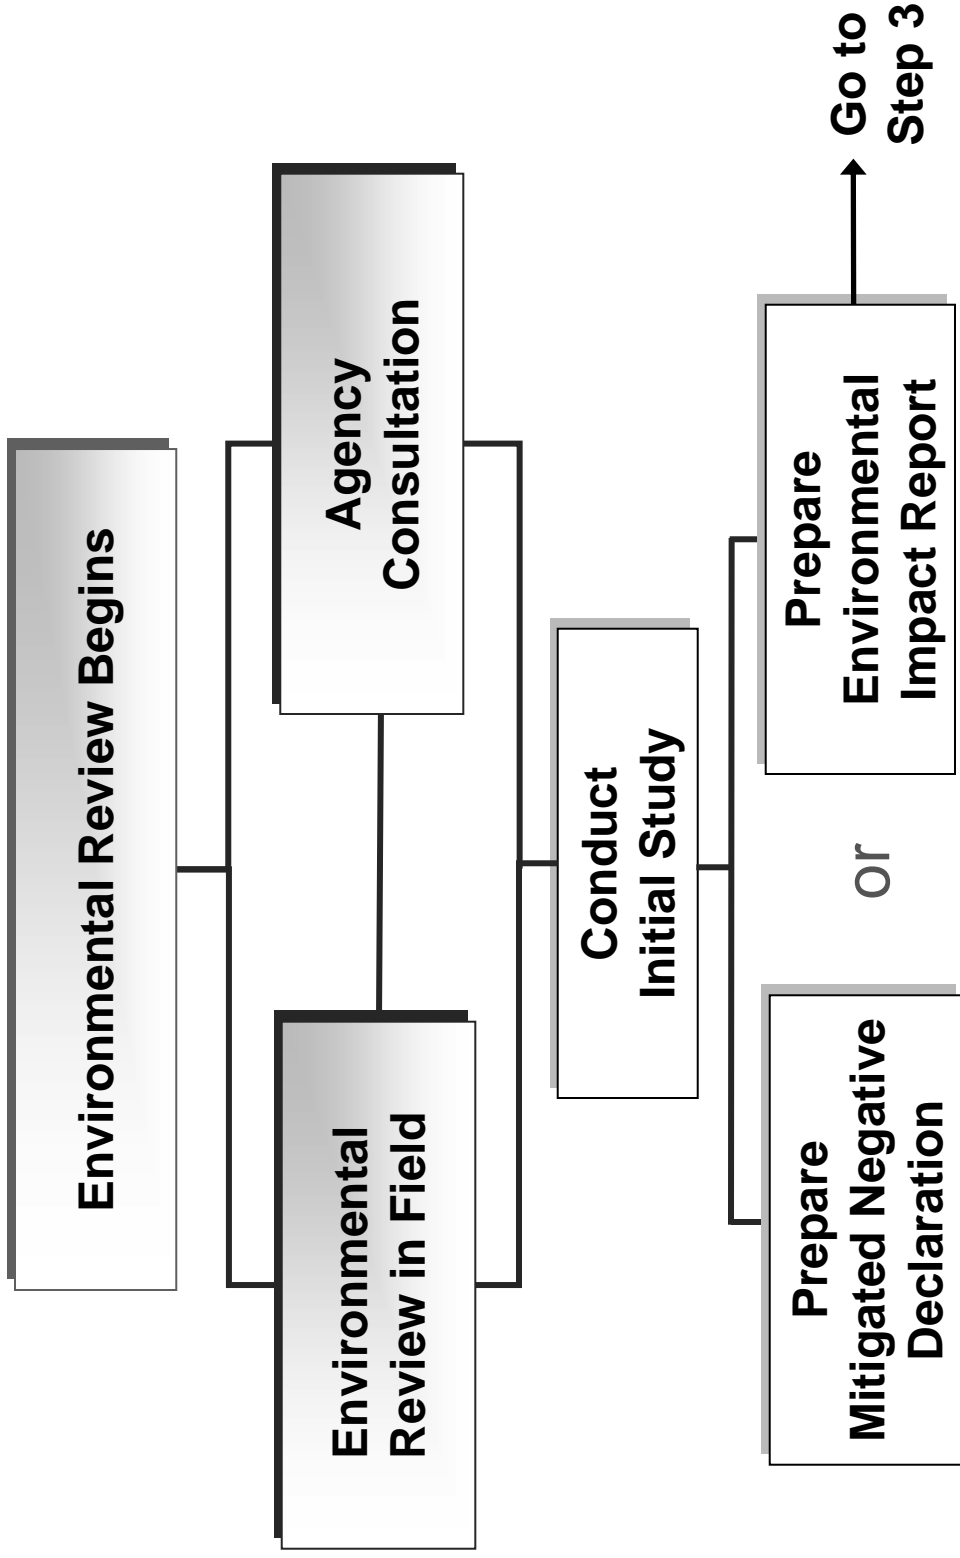 Environmental Review Begins
Environmental
Review in Field
Agency
Consultation
Conduct
Initial Study
Prepare
Mitigated Negative
Declaration
or
Prepare
Environmental
Impact Report
Go to
Step 3